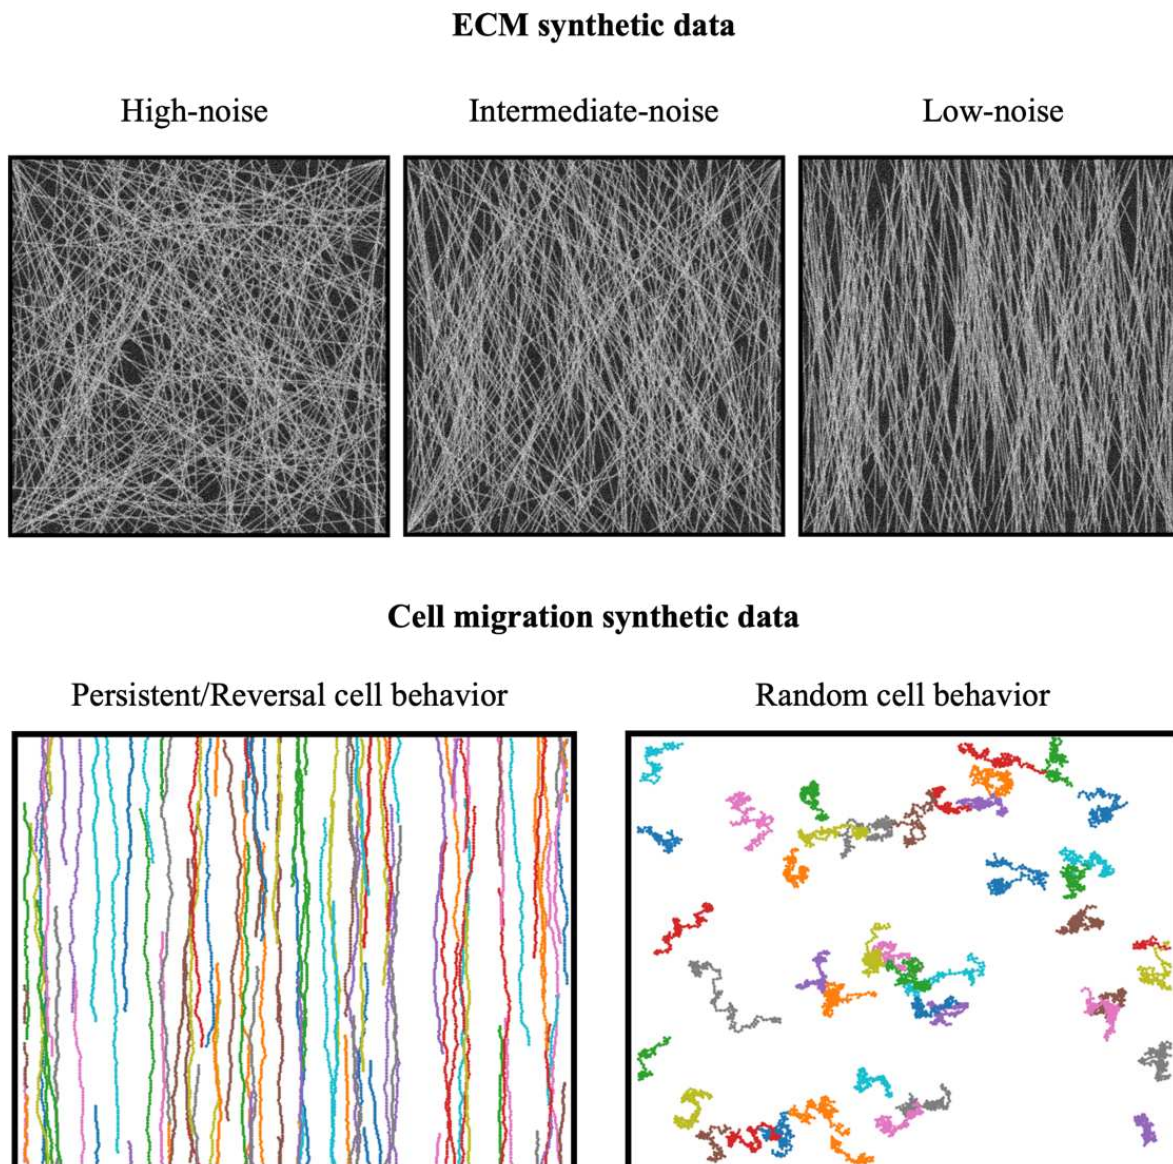 ECM synthetic data
High-noise
Intermediate-noise
Low-noise
Cell migration synthetic data
Persistent/Reversal cell behavior
Random cell behavior